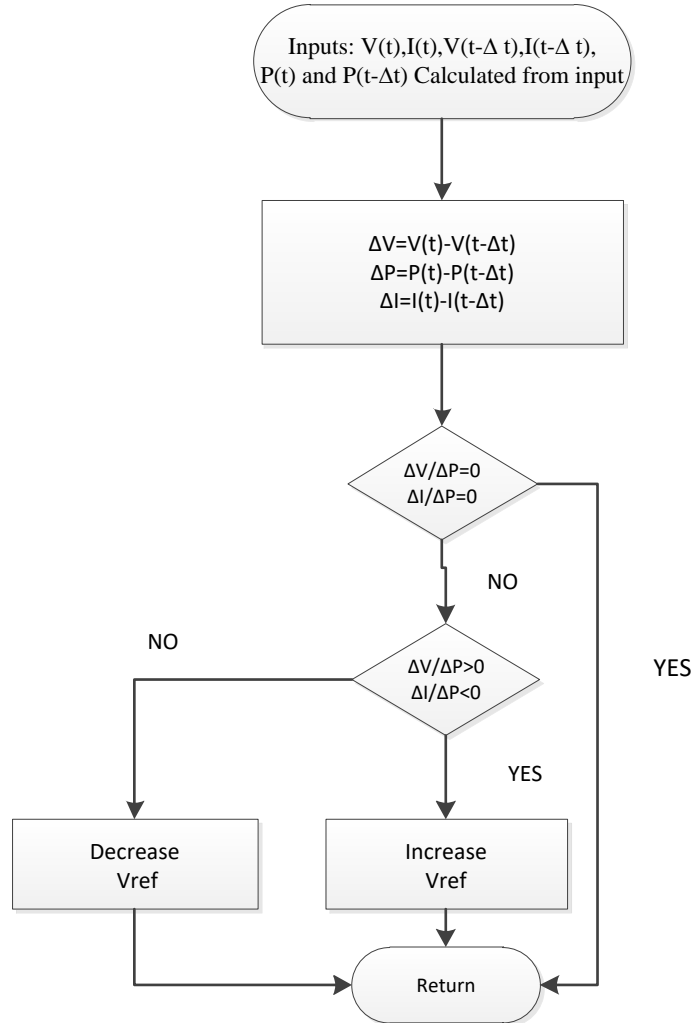 Inputs: V(t),I(t),V(t-Δ t),I(t-Δ t),
P(t) and P(t-Δt) Calculated from input
ΔV=V(t)-V(t-Δt)
ΔP=P(t)-P(t-Δt)
ΔI=I(t)-I(t-Δt)
ΔV/ΔP=0
ΔI/ΔP=0
NO
YES
ΔV/ΔP>0
ΔI/ΔP<0
NO
YES
Decrease
Vref
Increase
Vref
Return